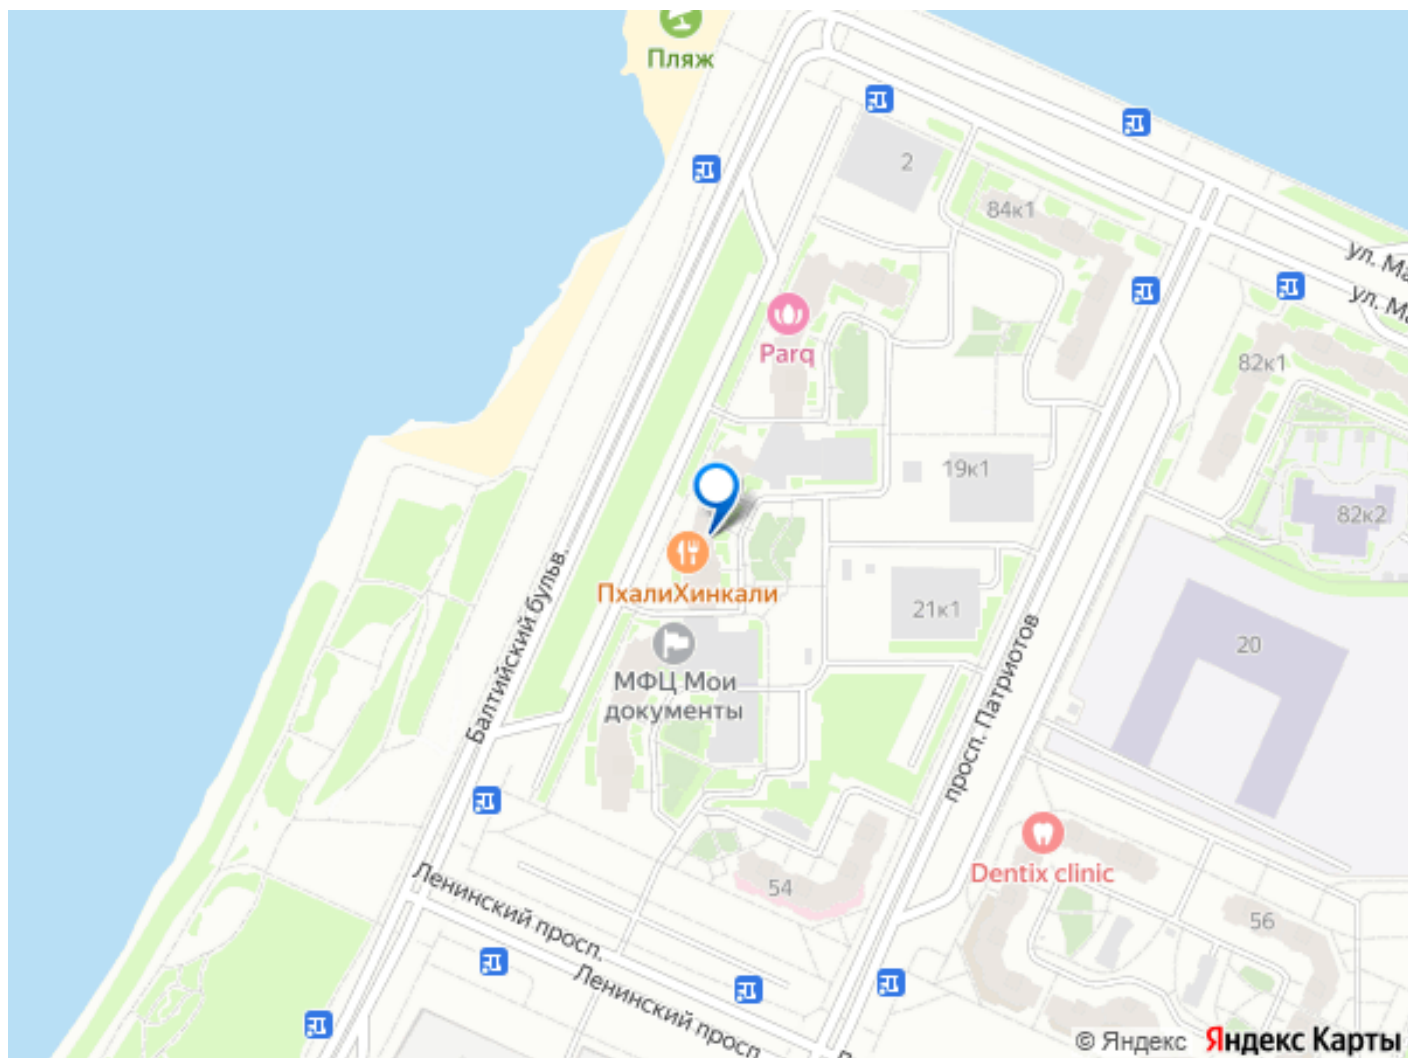 Пляж
2
84к1
ул. Ма
ул. Ма
Parq
82к1
19к1
82к2
ПхалиХинкали
21к1
20
Балтийский бульв.
МФЦ Мои
документы
просп. Патриотов
Dentix clinic
54
56
Ленинский просп.
Ленинский просп
© Яндекс Яндекс Карты